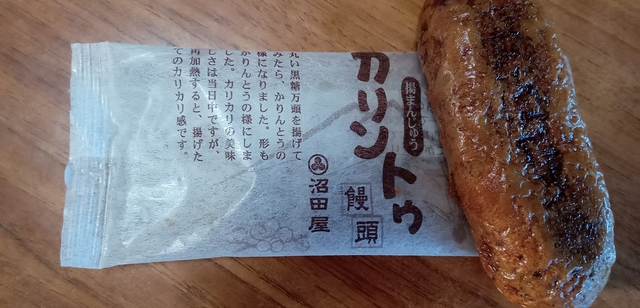 揚まんじゅう
カリントゥ
饅頭
沼田屋
丸い黒糖万頭を揚げて
みたら、かりんとうの
様になりました。形も
かりんとうの様にしま
した。カリカリの美味
しさは当日中ですが、
再加熱すると、揚げた
てのカリカリ感です。